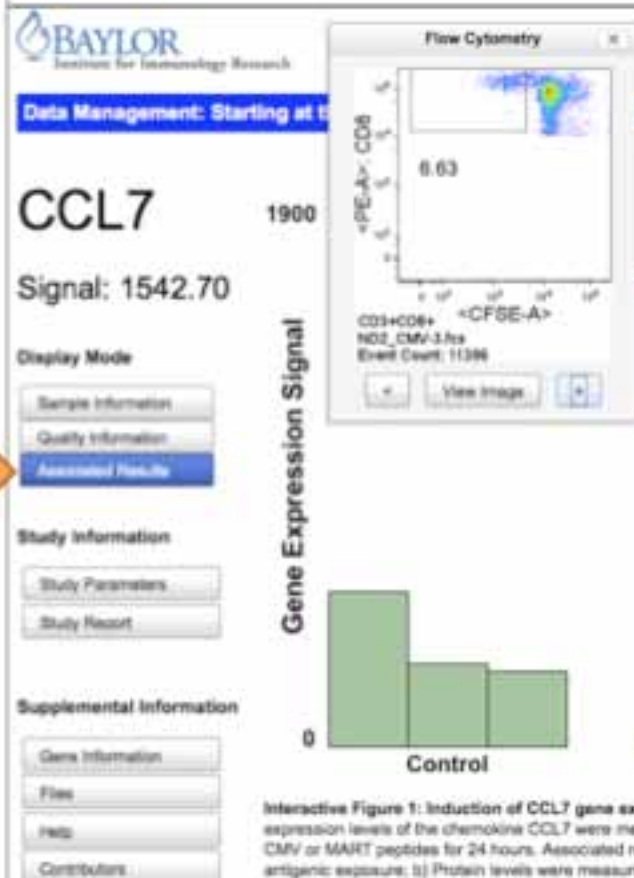 BAYLOR
Institute for Immunology Research
Data Management: Starting at t
CCL7
Signal: 1542.70
Display Mode
Sample Information
Quality Information
Associated Results
Study Information
Study Parameters
Study Report
Supplemental Information
Gene Information
Files
Help
Contributors
1900
Gene Expression Signal
0
Control
Flow Cytometry
<PE-A>: CD8
6.63
<CFSE-A>
CD3+CD8+
ND2_CMV-3.fcs
Event Count: 11386
<
View Image
Interactive Figure 1: Induction of CCL7 gene ex
expression levels of the chemokine CCL7 were me
CMV or MART peptides for 24 hours. Associated r
antigenic exposure; b) Protein levels were measur